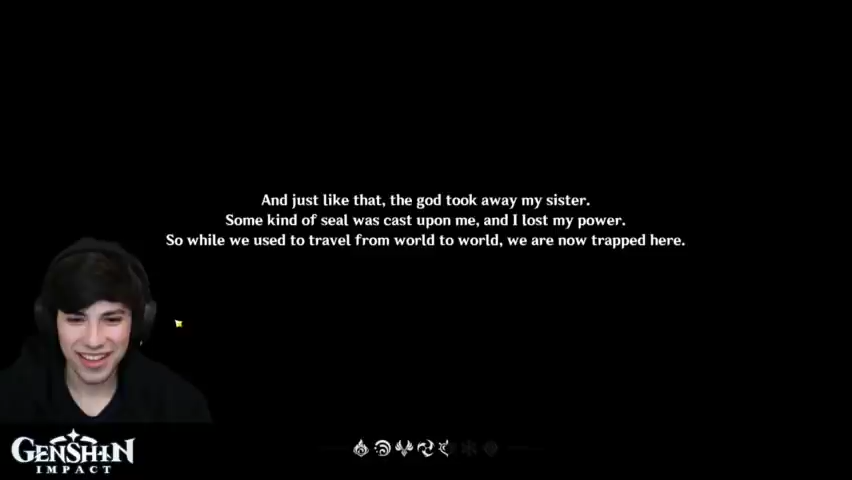 And just like that, the god took away my sister.
Some kind of seal was cast upon me, and I lost my power.
So while we used to travel from world to world, we are now trapped here.
GENSHIN
IMPACT